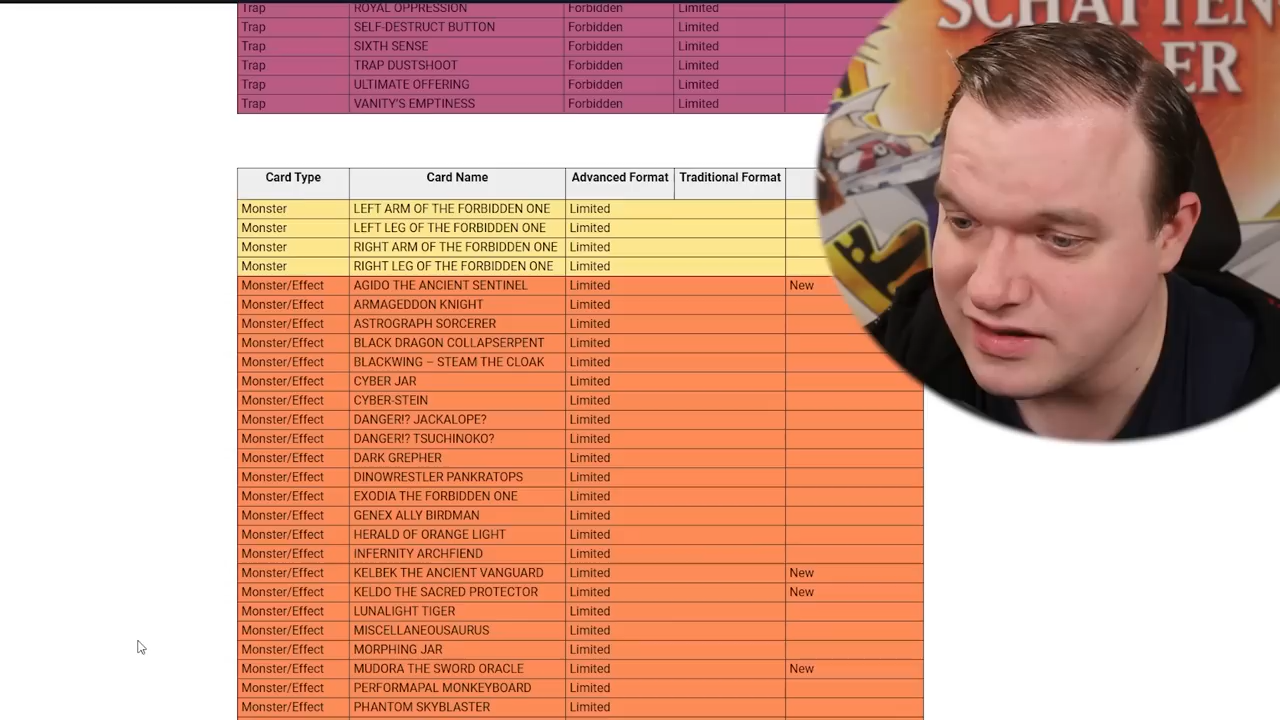 Trap ROYAL OPPRESSION Forbidden Limited
Trap SELF-DESTRUCT BUTTON Forbidden Limited
Trap SIXTH SENSE Forbidden Limited
Trap TRAP DUSTSHOOT Forbidden Limited
Trap ULTIMATE OFFERING Forbidden Limited
Trap VANITY'S EMPTINESS Forbidden Limited
SCHATTEN-
ER
Card Type Card Name Advanced Format Traditional Format
Monster LEFT ARM OF THE FORBIDDEN ONE Limited
Monster LEFT LEG OF THE FORBIDDEN ONE Limited
Monster RIGHT ARM OF THE FORBIDDEN ONE Limited
Monster RIGHT LEG OF THE FORBIDDEN ONE Limited
Monster/Effect AGIDO THE ANCIENT SENTINEL Limited New
Monster/Effect ARMAGEDDON KNIGHT Limited
Monster/Effect ASTROGRAPH SORCERER Limited
Monster/Effect BLACK DRAGON COLLAPSERPENT Limited
Monster/Effect BLACKWING – STEAM THE CLOAK Limited
Monster/Effect CYBER JAR Limited
Monster/Effect CYBER-STEIN Limited
Monster/Effect DANGER!? JACKALOPE? Limited
Monster/Effect DANGER!? TSUCHINOKO? Limited
Monster/Effect DARK GREPHER Limited
Monster/Effect DINOWRESTLER PANKRATOPS Limited
Monster/Effect EXODIA THE FORBIDDEN ONE Limited
Monster/Effect GENEX ALLY BIRDMAN Limited
Monster/Effect HERALD OF ORANGE LIGHT Limited
Monster/Effect INFERNITY ARCHFIEND Limited
Monster/Effect KELBEK THE ANCIENT VANGUARD Limited New
Monster/Effect KELDO THE SACRED PROTECTOR Limited New
Monster/Effect LUNALIGHT TIGER Limited
Monster/Effect MISCELLANEOUSAURUS Limited
Monster/Effect MORPHING JAR Limited
Monster/Effect MUDORA THE SWORD ORACLE Limited New
Monster/Effect PERFORMAPAL MONKEYBOARD Limited
Monster/Effect PHANTOM SKYBLASTER Limited